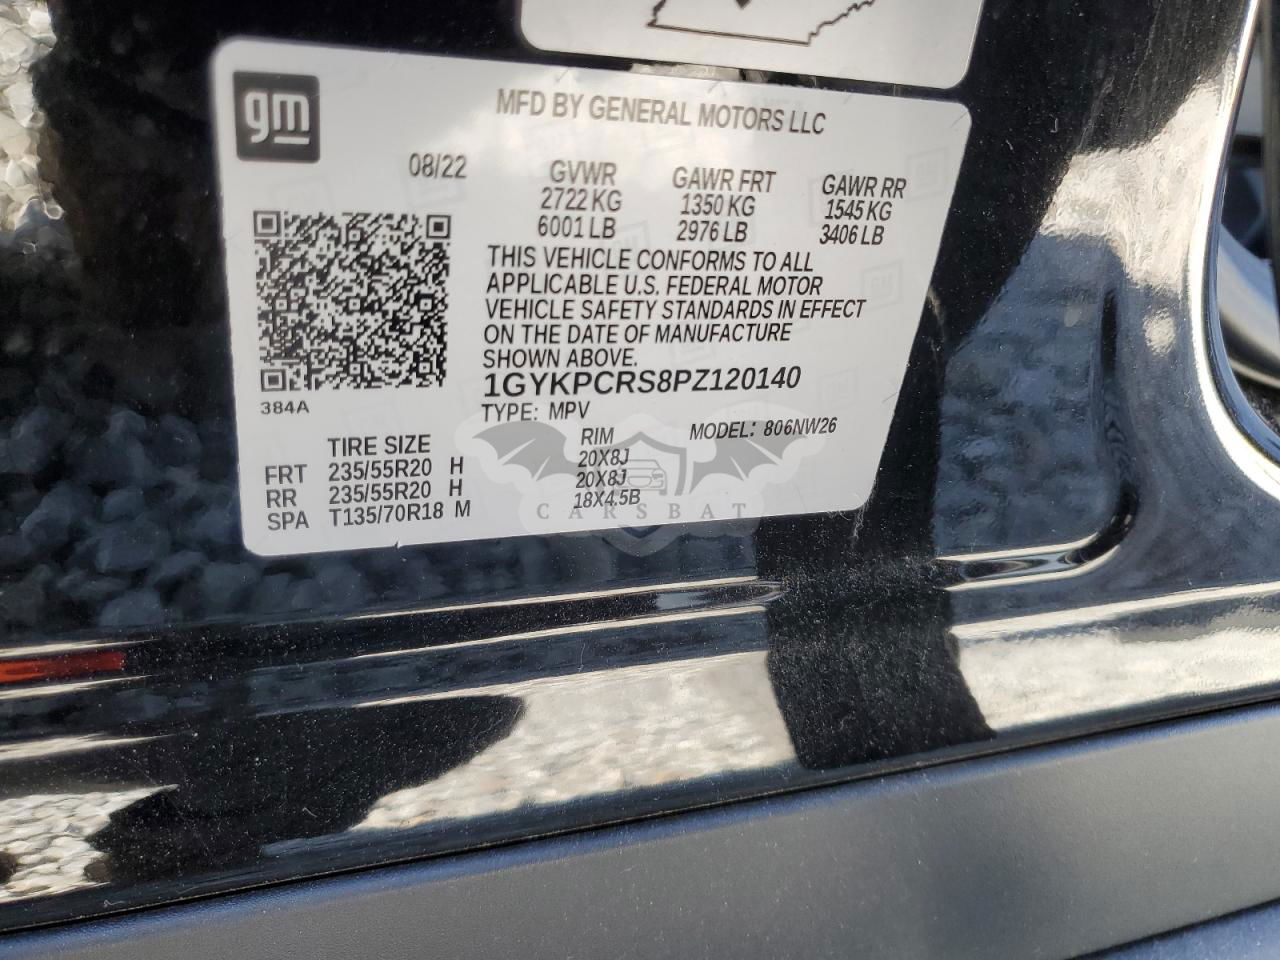 gm
MFD BY GENERAL MOTORS LLC
08/22
GVWR GAWR FRT GAWR RR
2722 KG 1350 KG 1545 KG
6001 LB 2976 LB 3406 LB
THIS VEHICLE CONFORMS TO ALL
APPLICABLE U.S. FEDERAL MOTOR
VEHICLE SAFETY STANDARDS IN EFFECT
ON THE DATE OF MANUFACTURE
SHOWN ABOVE.
1GYKPCRS8PZ120140
384A
TYPE: MPV MODEL: 806NW26
TIRE SIZE RIM
FRT 235/55R20 H 20X8J
RR 235/55R20 H 20X8J
SPA T135/70R18 M 18X4.5B
CARSBAT